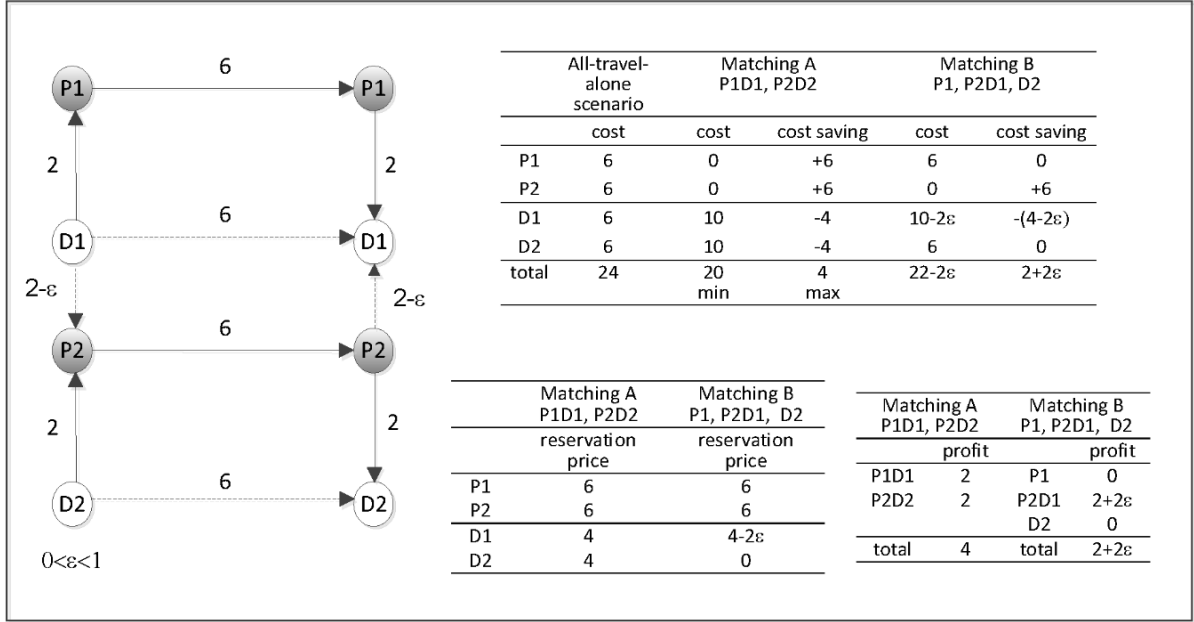 6
P1 P1
2 2
6
D1 D1
2-ε 2-ε
6
P2 P2
2 2
6
D2 D2
0<ε<1
All-travel-alone scenario Matching A P1D1, P2D2 Matching B P1, P2D1, D2
cost cost cost saving cost cost saving
P1 6 0 +6 6 0
P2 6 0 +6 0 +6
D1 6 10 -4 10-2ε -(4-2ε)
D2 6 10 -4 6 0
total 24 20 4 22-2ε 2+2ε
min max
Matching A Matching B
P1D1, P2D2 P1, P2D1, D2
reservation reservation
price price
P1 6 6
P2 6 6
D1 4 4-2ε
D2 4 0
Matching A Matching B
P1D1, P2D2 P1, P2D1, D2
profit profit
P1D1 2 P1 0
P2D2 2 P2D1 2+2ε
D2 0
total 4 total 2+2ε